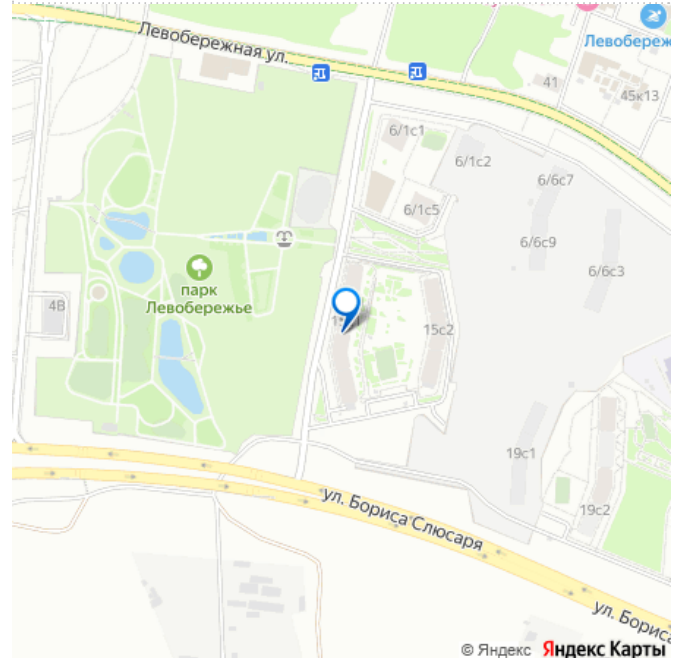 Левобережная ул.
Левобереж
41
45к13
6/1с1
6/1с2
6/6с7
6/1с5
6/6с9
6/6с3
парк
Левобережье
4В
15с2
19с1
19с2
ул. Бориса Слюсаря
ул. Бориса
© Яндекс Яндекс Карты